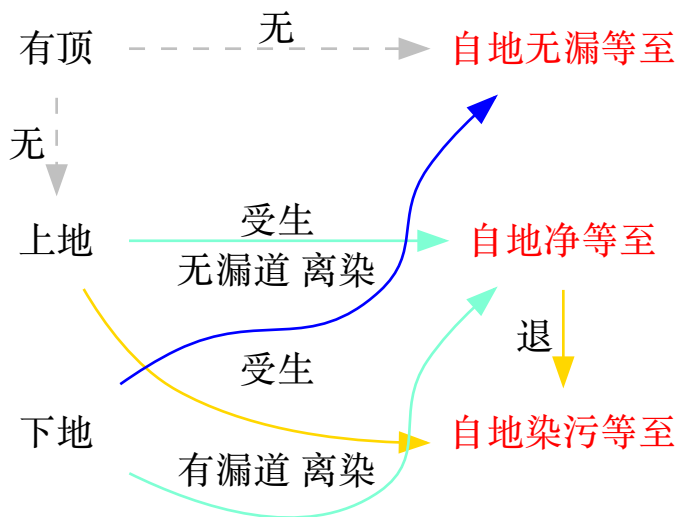 有顶
无
自地无漏等至
无
上地
受生
自地净等至
无漏道 离染
退
受生
下地
自地染污等至
有漏道 离染